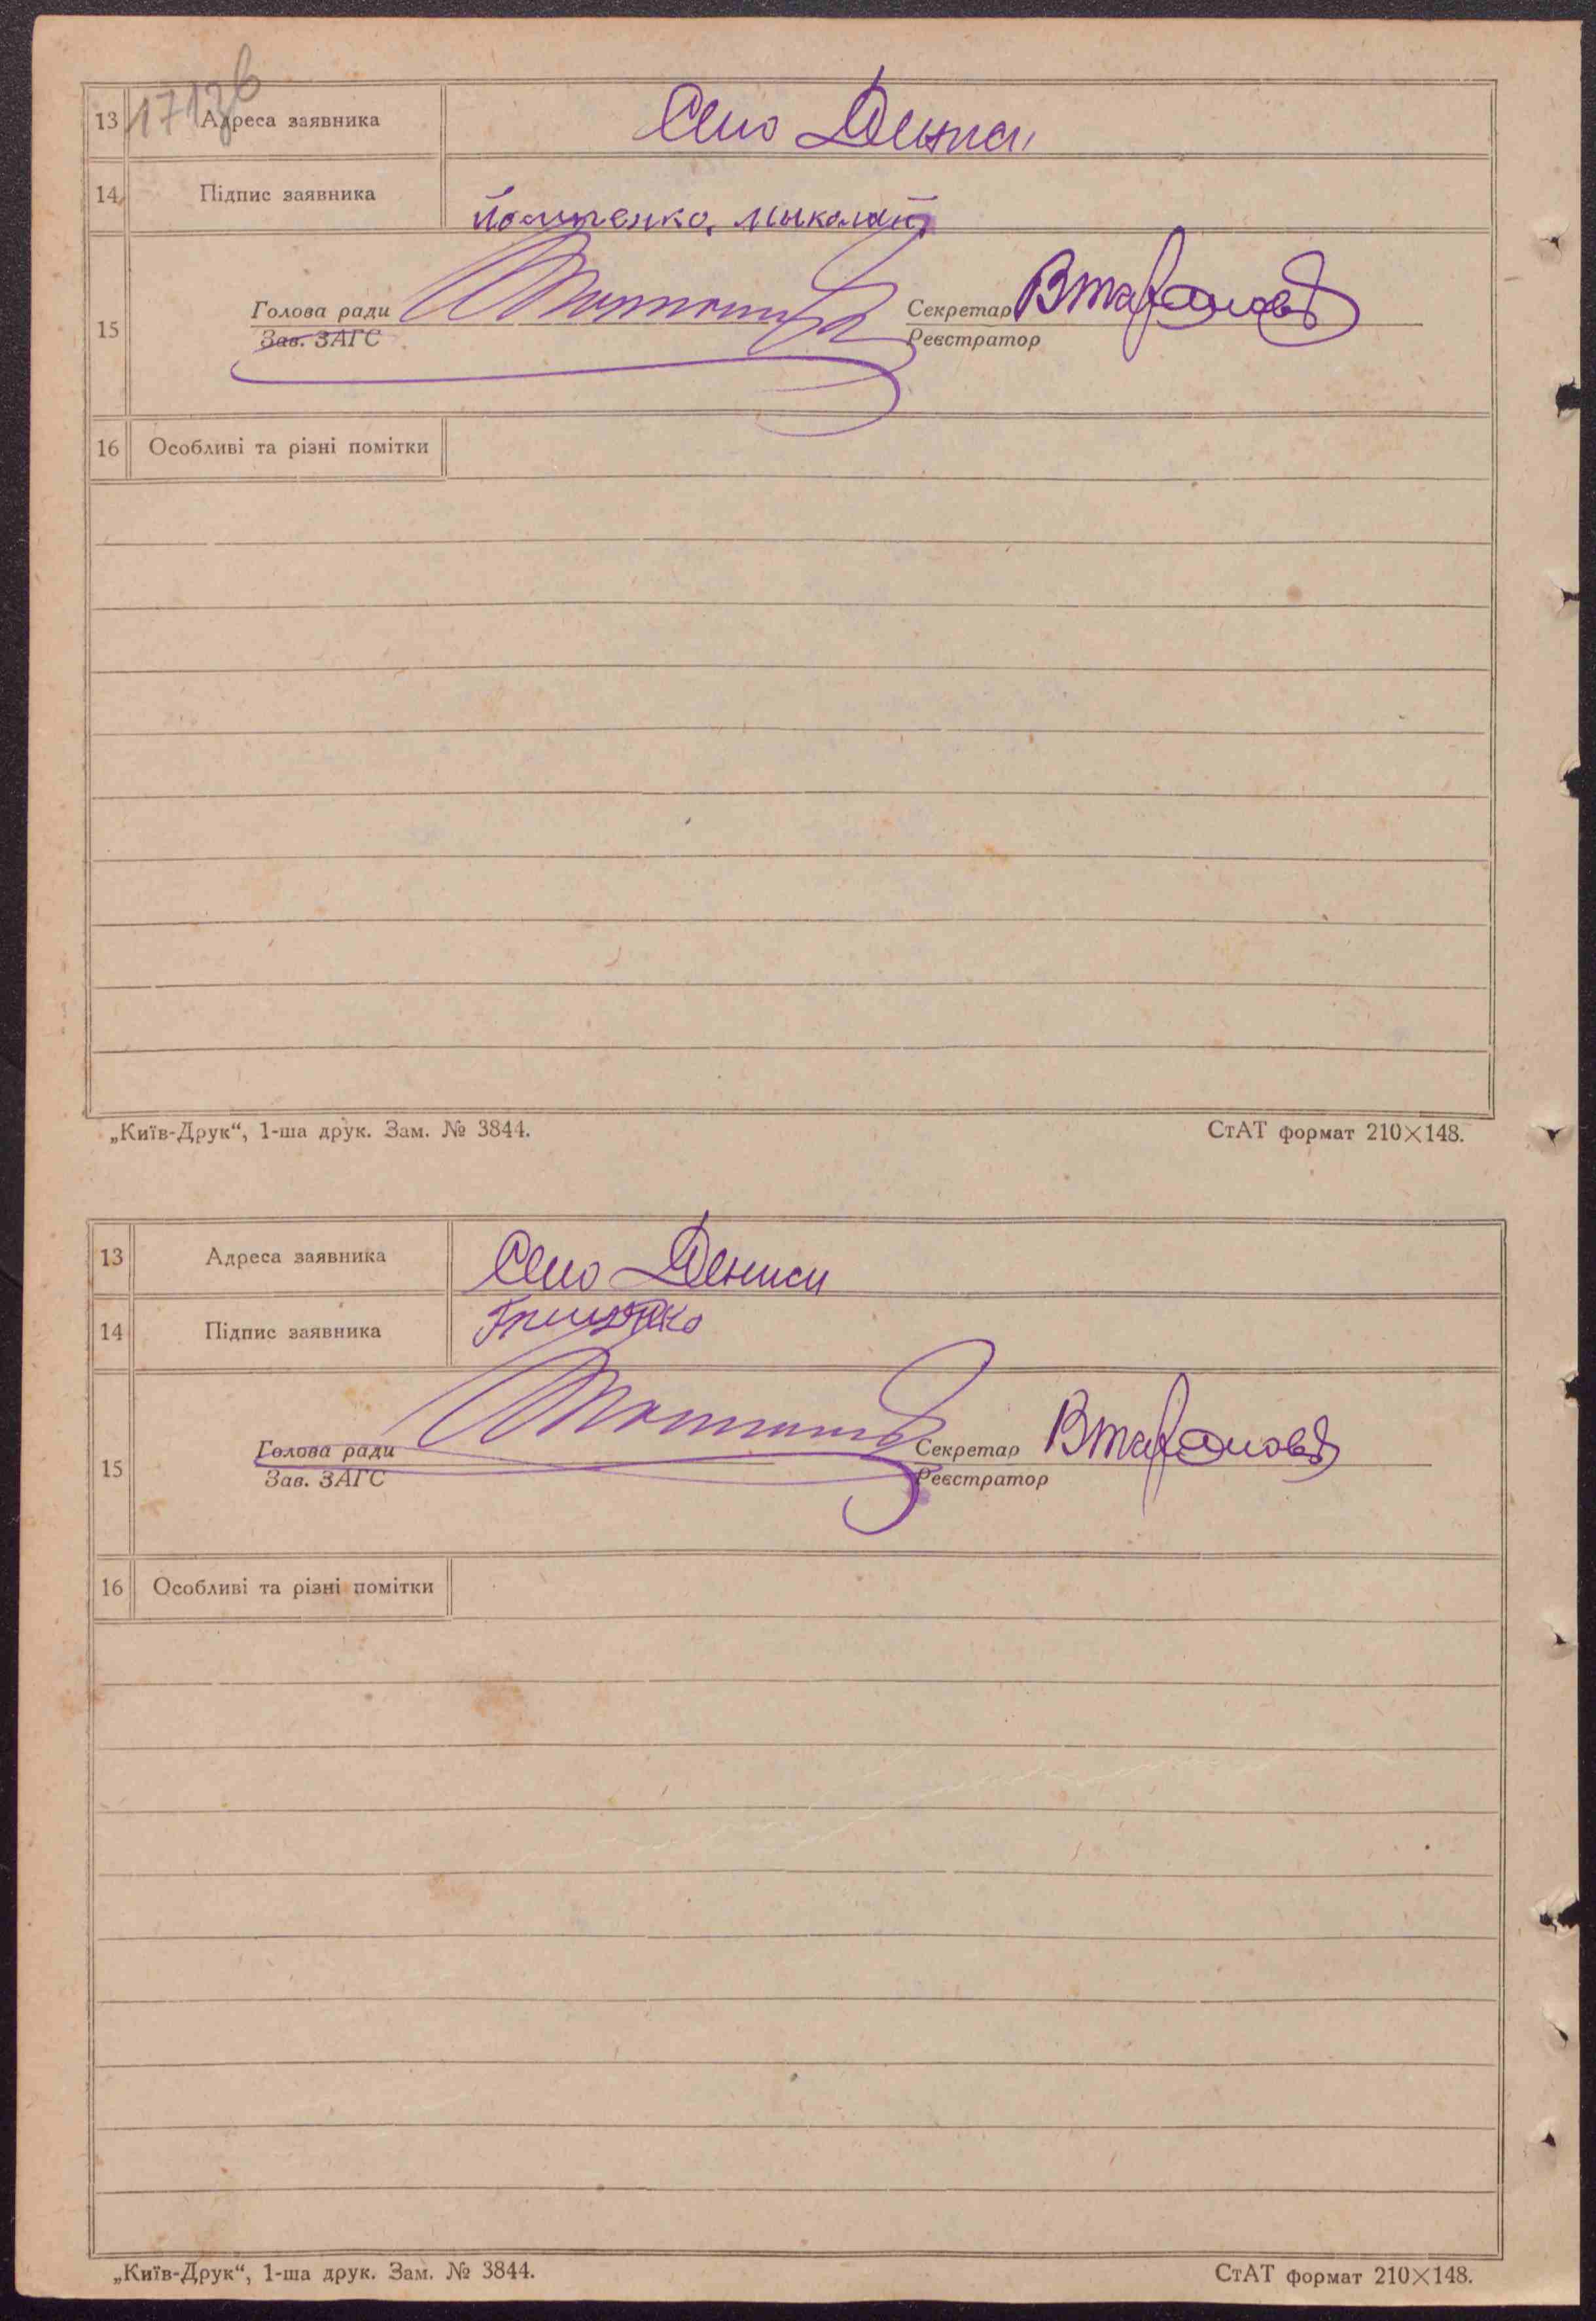 13 Адреса заявника Село Дениси
14 Підпис заявника Миколай
Голова ради Секретар
15
Зав. ЗАГС Реєстратор
16 Особливі та різні помітки
„Київ-Друк“, 1-ша друк. Зам. № 3844. СтАТ формат 210×148.
13 Адреса заявника Село Дениси
14 Підпис заявника
Голова ради Секретар
15
Зав. ЗАГС Реєстратор
16 Особливі та різні помітки
„Київ-Друк“, 1-ша друк. Зам. № 3844. СтАТ формат 210×148.